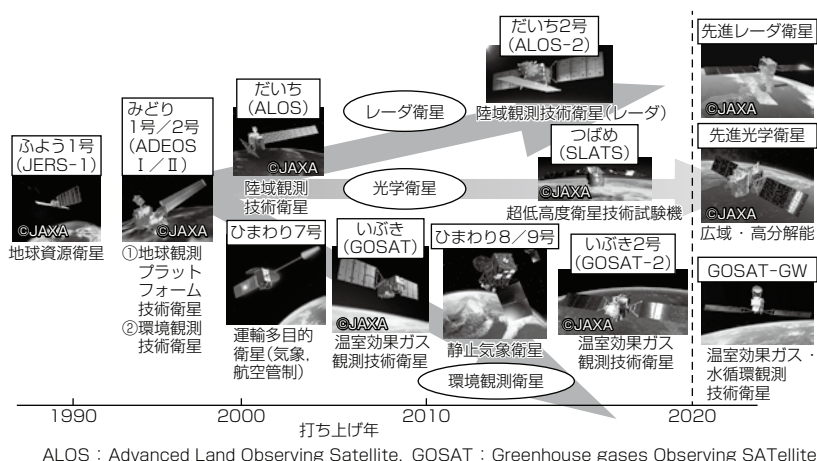 ふよう1号
(JERS-1)
©JAXA
地球資源衛星
みどり
1号/2号
(ADEOS
Ⅰ/Ⅱ)
©JAXA
①地球観測
プラット
フォーム
技術衛星
②環境観測
技術衛星
だいち
(ALOS)
©JAXA
陸域観測
技術衛星
レーダ衛星
だいち2号
(ALOS-2)
陸域観測技術衛星(レーダ)
光学衛星
つばめ
(SLATS)
超低高度衛星技術試験機
ひまわり7号
運輸多目的
衛星(気象,
航空管制)
いぶき
(GOSAT)
©JAXA
温室効果ガス
観測技術衛星
ひまわり8/9号
静止気象衛星
いぶき2号
(GOSAT-2)
©JAXA
温室効果ガス
観測技術衛星
環境観測衛星
先進レーダ衛星
©JAXA
先進光学衛星
©JAXA
広域・高分解能
GOSAT-GW
©JAXA
温室効果ガス・
水循環観測
技術衛星
1990
2000
2010
2020
打ち上げ年
ALOS:Advanced Land Observing Satellite, GOSAT:Greenhouse gases Observing SATellite